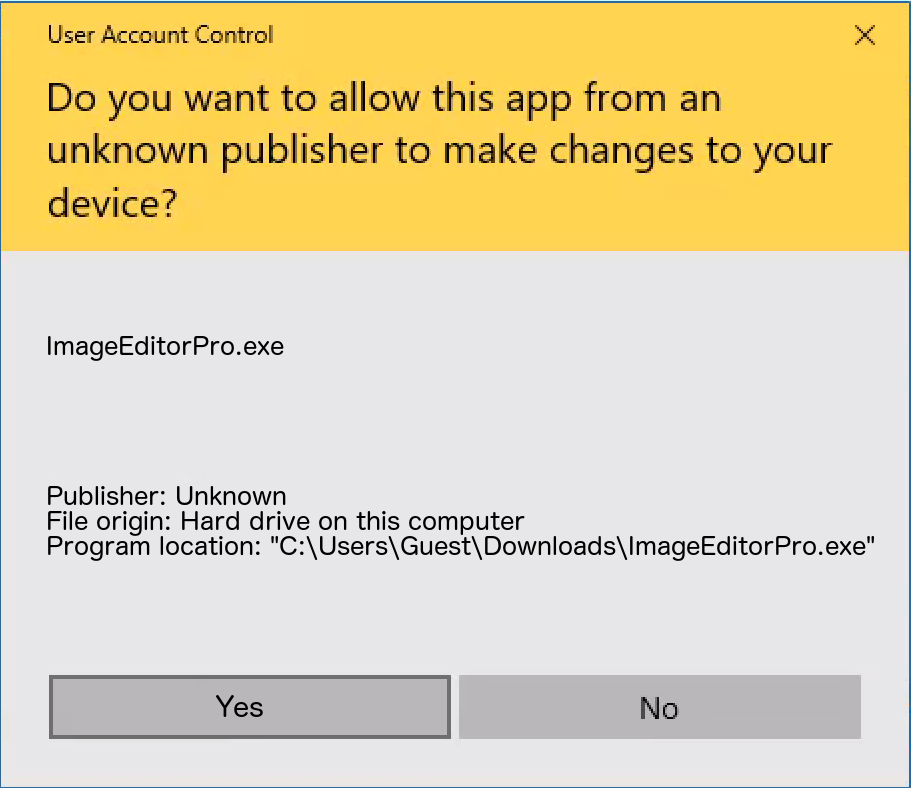 User Account Control
Do you want to allow this app from an
unknown publisher to make changes to your
device?
ImageEditorPro.exe
Publisher: Unknown
File origin: Hard drive on this computer
Program location: "C:\Users\Guest\Downloads\ImageEditorPro.exe"
Yes
No